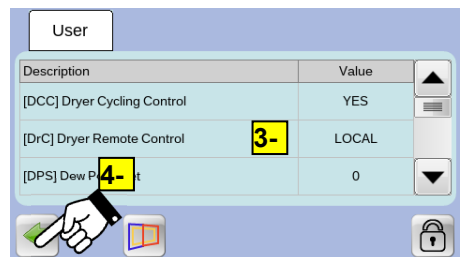 User
Description Value
[DCC] Dryer Cycling Control YES
[DrC] Dryer Remote Control 3- LOCAL
[DPS] Dew 4- 0